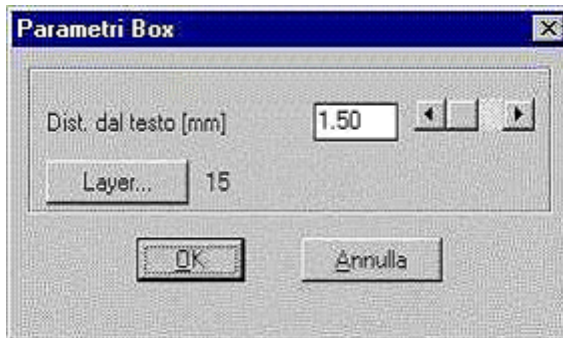 Parametri Box
Dist. dal testo [mm] 1.50
Layer... 15
OK Annulla